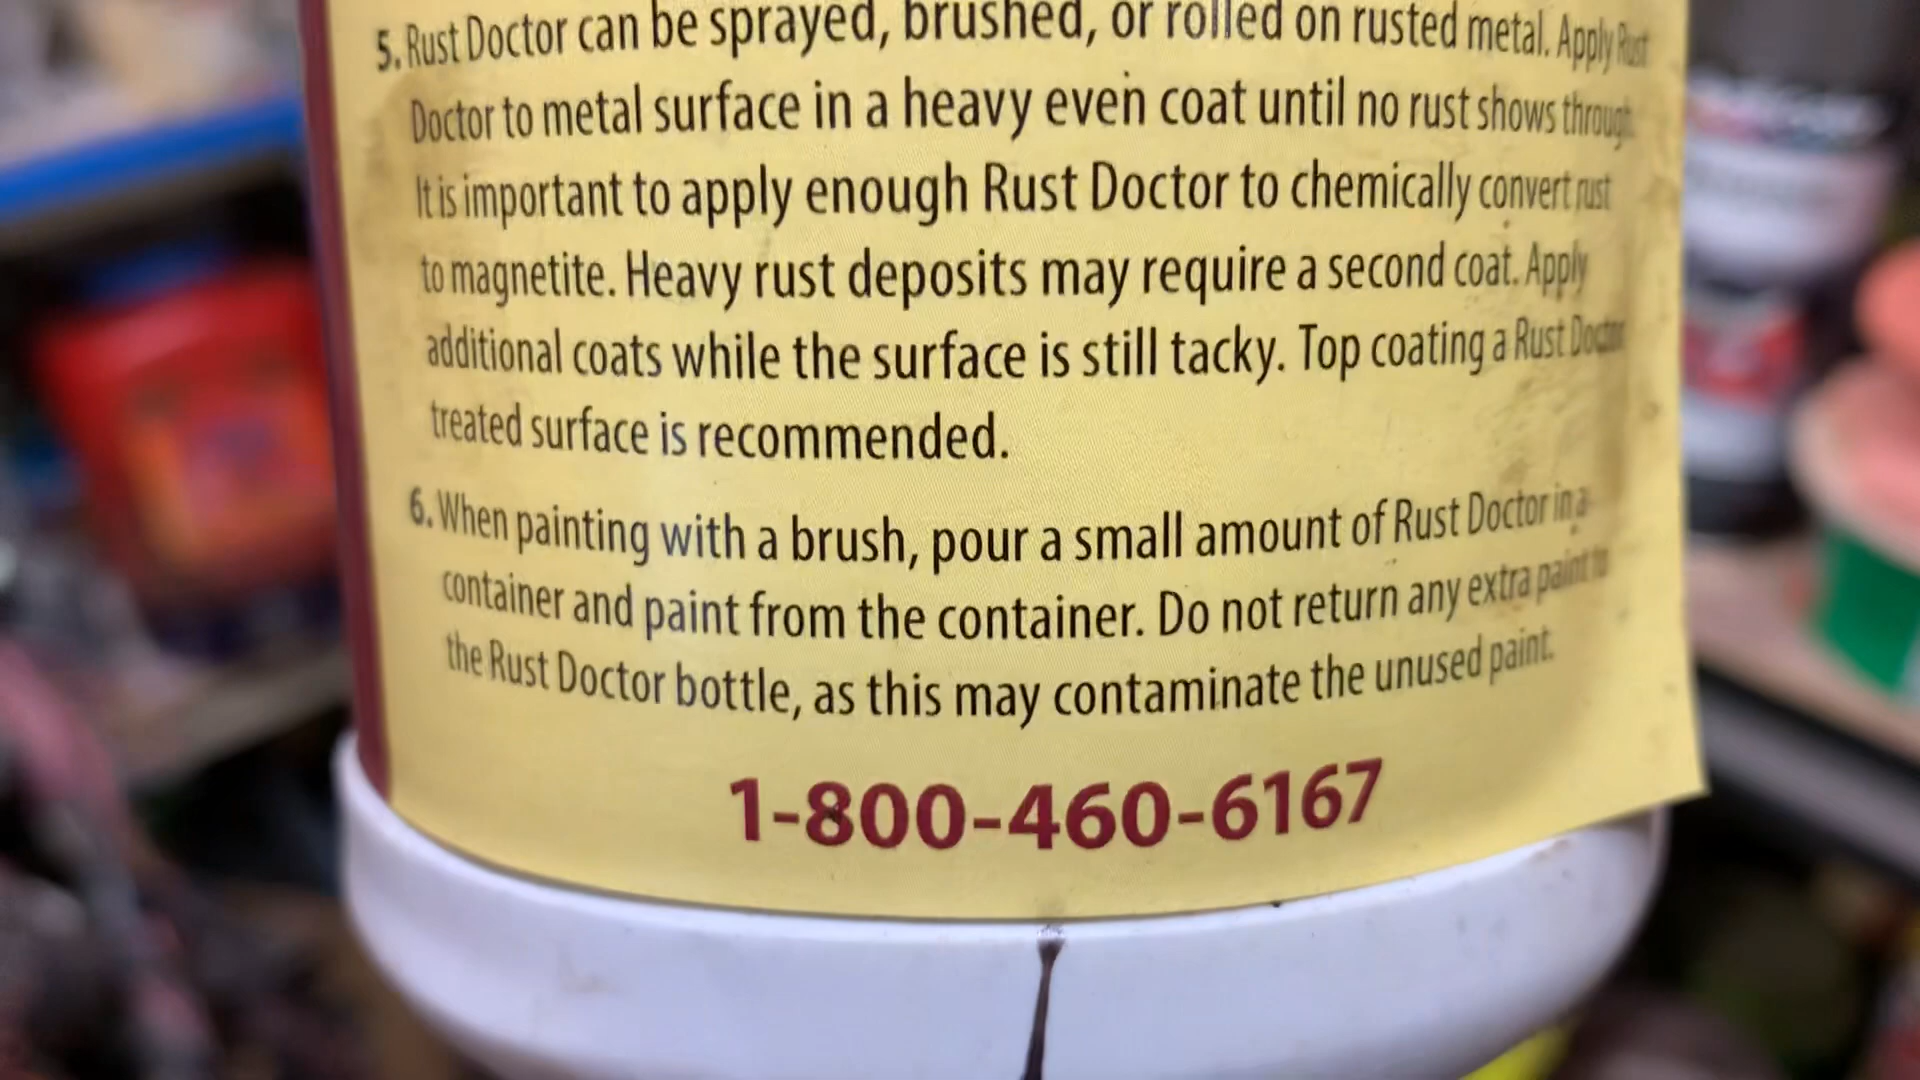 5. Rust Doctor can be sprayed, brushed, or rolled on rusted metal. Apply Rust
Doctor to metal surface in a heavy even coat until no rust shows through.
It is important to apply enough Rust Doctor to chemically convert rust
to magnetite. Heavy rust deposits may require a second coat. Apply
additional coats while the surface is still tacky. Top coating a Rust Doctor
treated surface is recommended.
6. When painting with a brush, pour a small amount of Rust Doctor in a
container and paint from the container. Do not return any extra paint to
the Rust Doctor bottle, as this may contaminate the unused paint.
1-800-460-6167